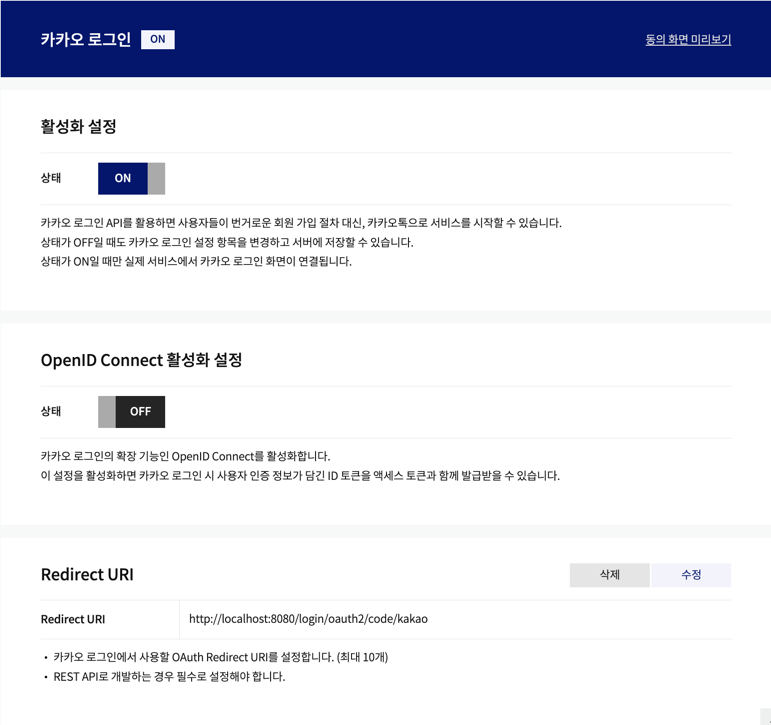 카카오 로그인 ON 동의 화면 미리보기
활성화 설정
상태 ON
카카오 로그인 API를 활용하면 사용자들이 번거로운 회원 가입 절차 대신, 카카오톡으로 서비스를 시작할 수 있습니다.
상태가 OFF일 때도 카카오 로그인 설정 항목을 변경하고 서버에 저장할 수 있습니다.
상태가 ON일 때만 실제 서비스에서 카카오 로그인 화면이 연결됩니다.
OpenID Connect 활성화 설정
상태 OFF
카카오 로그인의 확장 기능인 OpenID Connect를 활성화합니다.
이 설정을 활성화하면 카카오 로그인 시 사용자 인증 정보가 담긴 ID 토큰을 액세스 토큰과 함께 발급받을 수 있습니다.
Redirect URI 삭제 수정
Redirect URI http://localhost:8080/login/oauth2/code/kakao
• 카카오 로그인에서 사용할 OAuth Redirect URI를 설정합니다. (최대 10개)
• REST API로 개발하는 경우 필수로 설정해야 합니다.